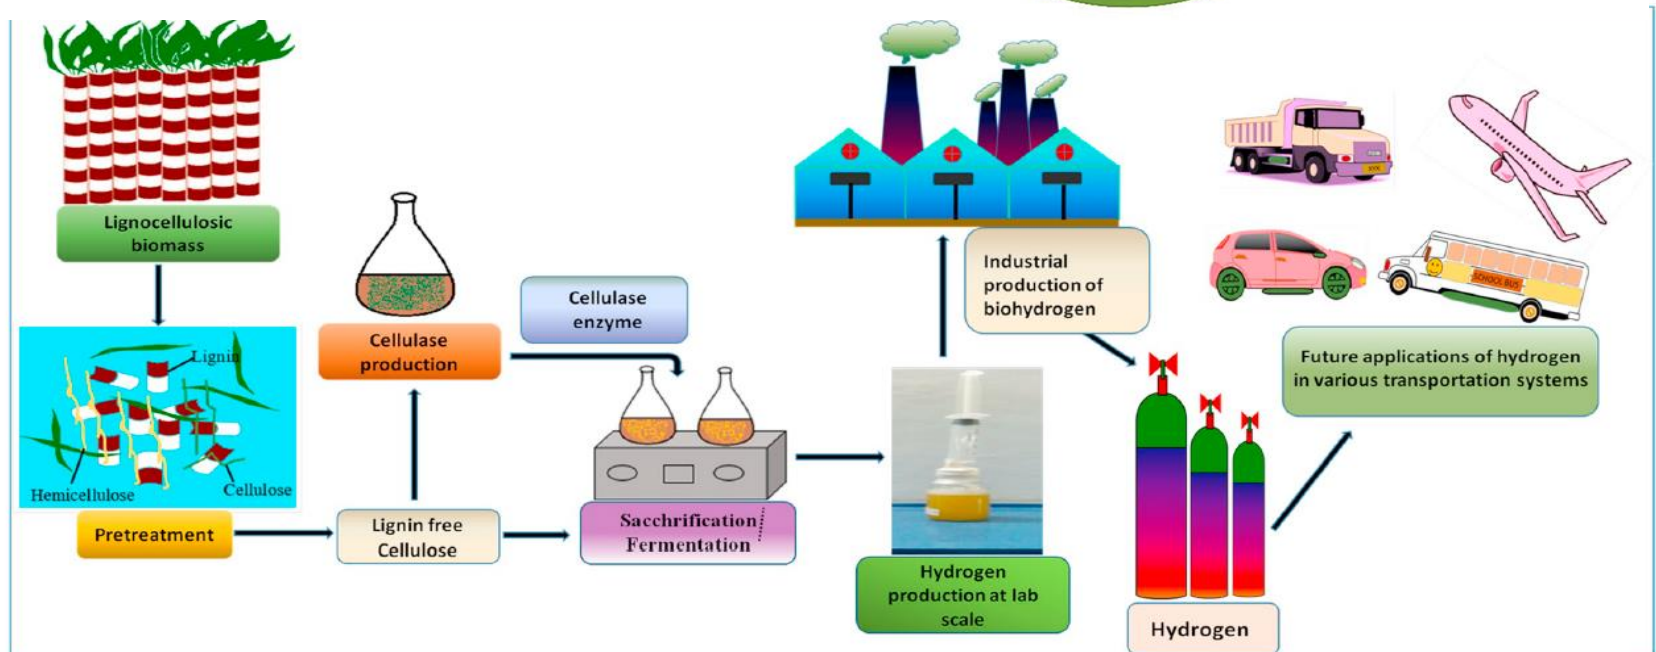 Lignocellulosic
biomass
Lignin
Hemicellulose
Cellulose
Pretreatment
Lignin free
Cellulose
Cellulase
production
Cellulase
enzyme
Sacchrification/
Fermentation
Hydrogen
production at lab
scale
Industrial
production of
biohydrogen
Hydrogen
SCHOOL BUS
Future applications of hydrogen
in various transportation systems